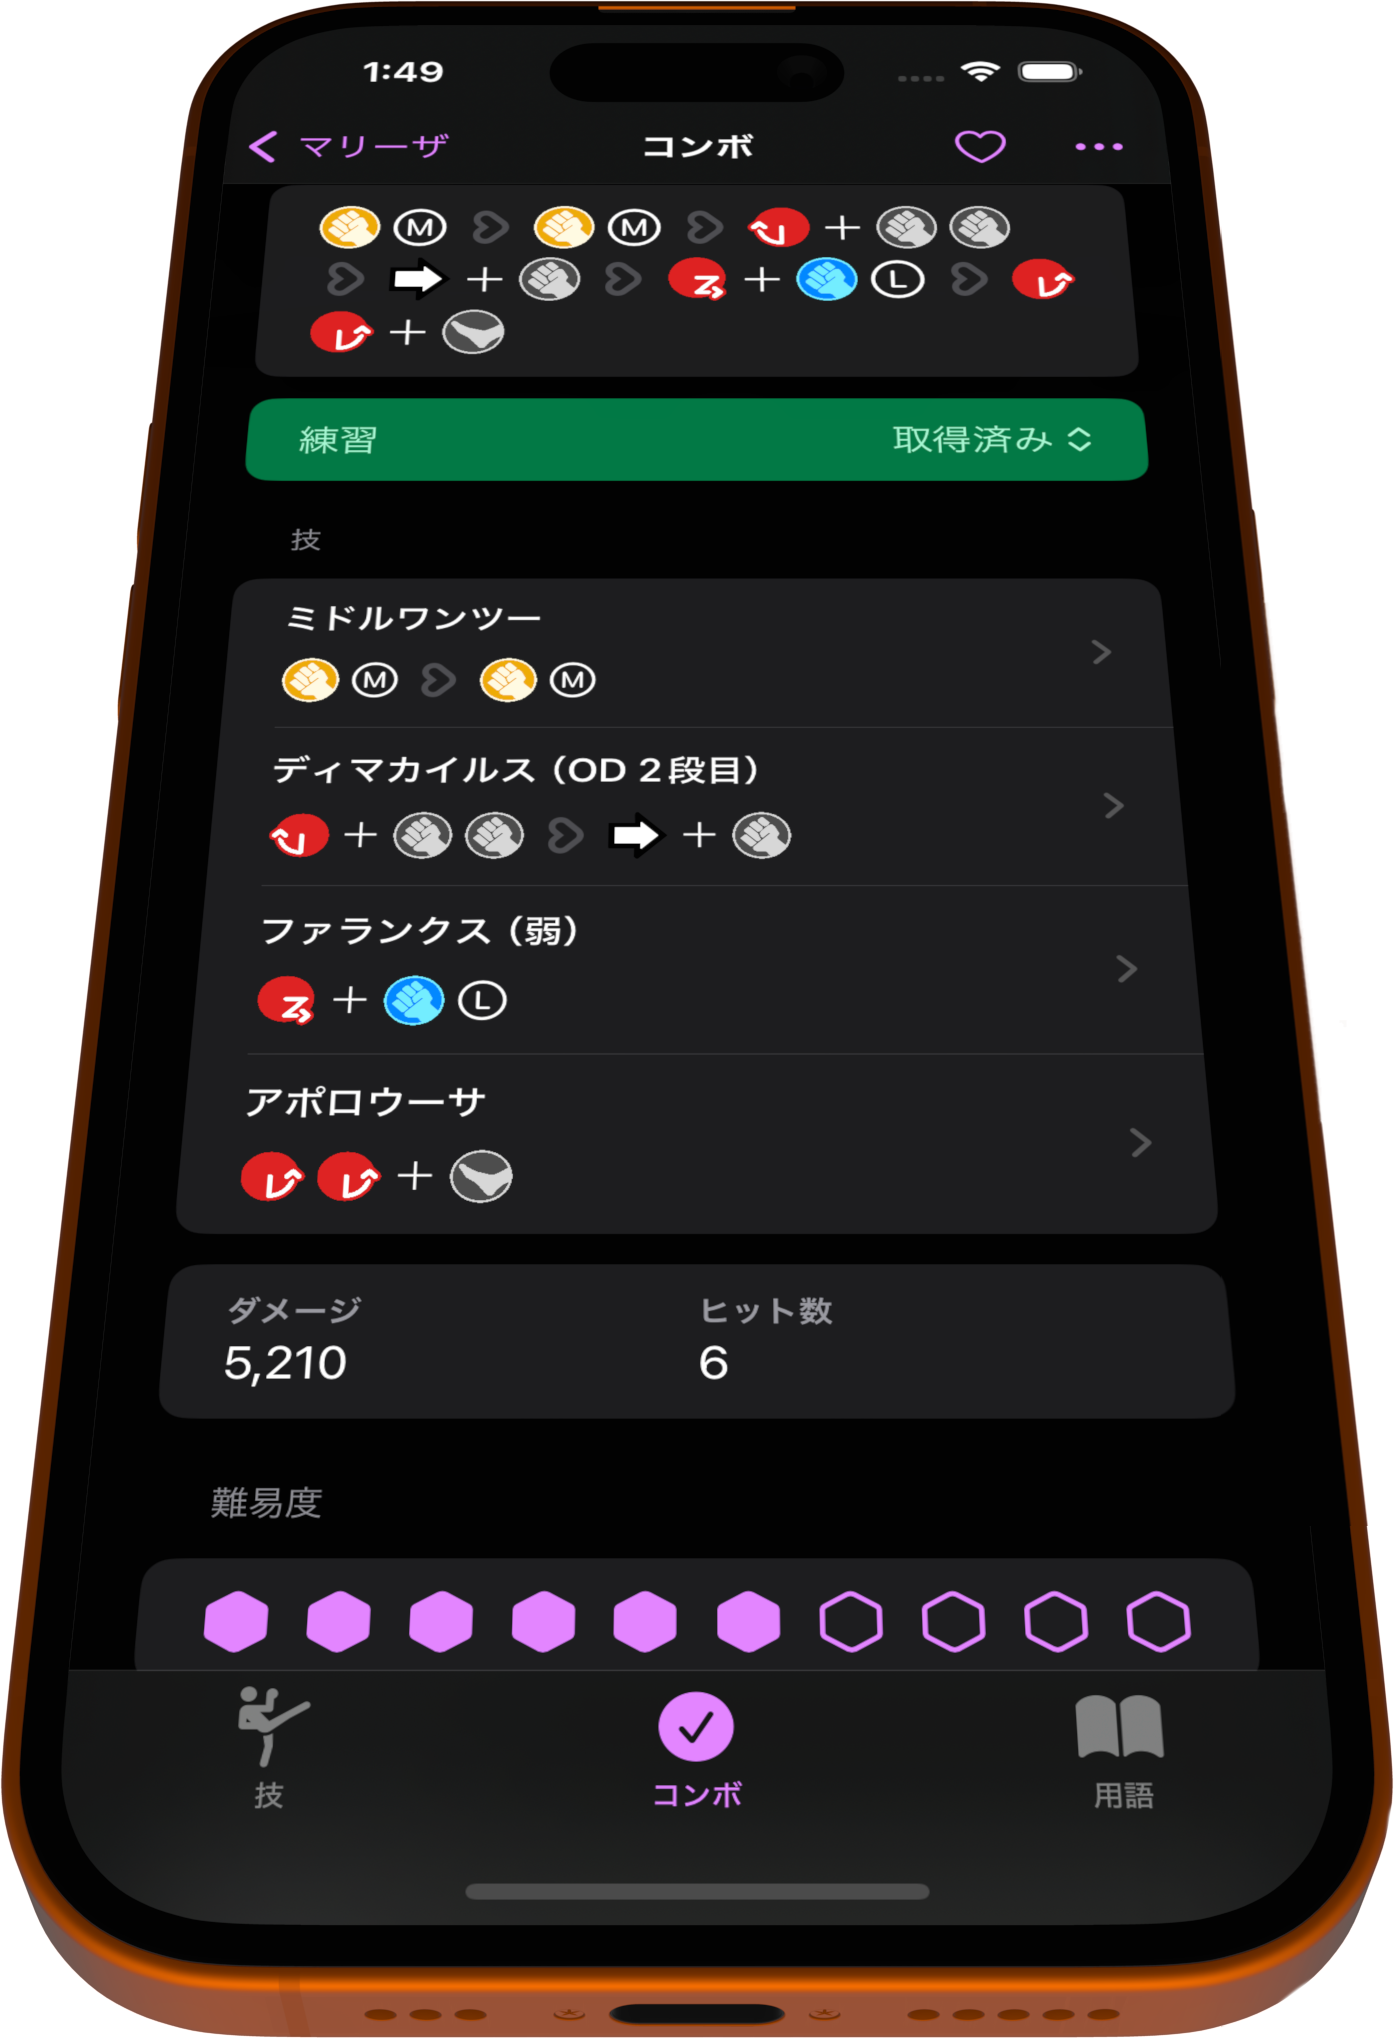 1:49
マリーザ コンボ
M M +
+ + L
+
練習 取得済み
技
ミドルワンツー
M M
ディマカイルス（OD 2段目）
+ +
ファランクス（弱）
+ L
アポロウーサ
+
ダメージ ヒット数
5,210 6
難易度
技 コンボ 用語